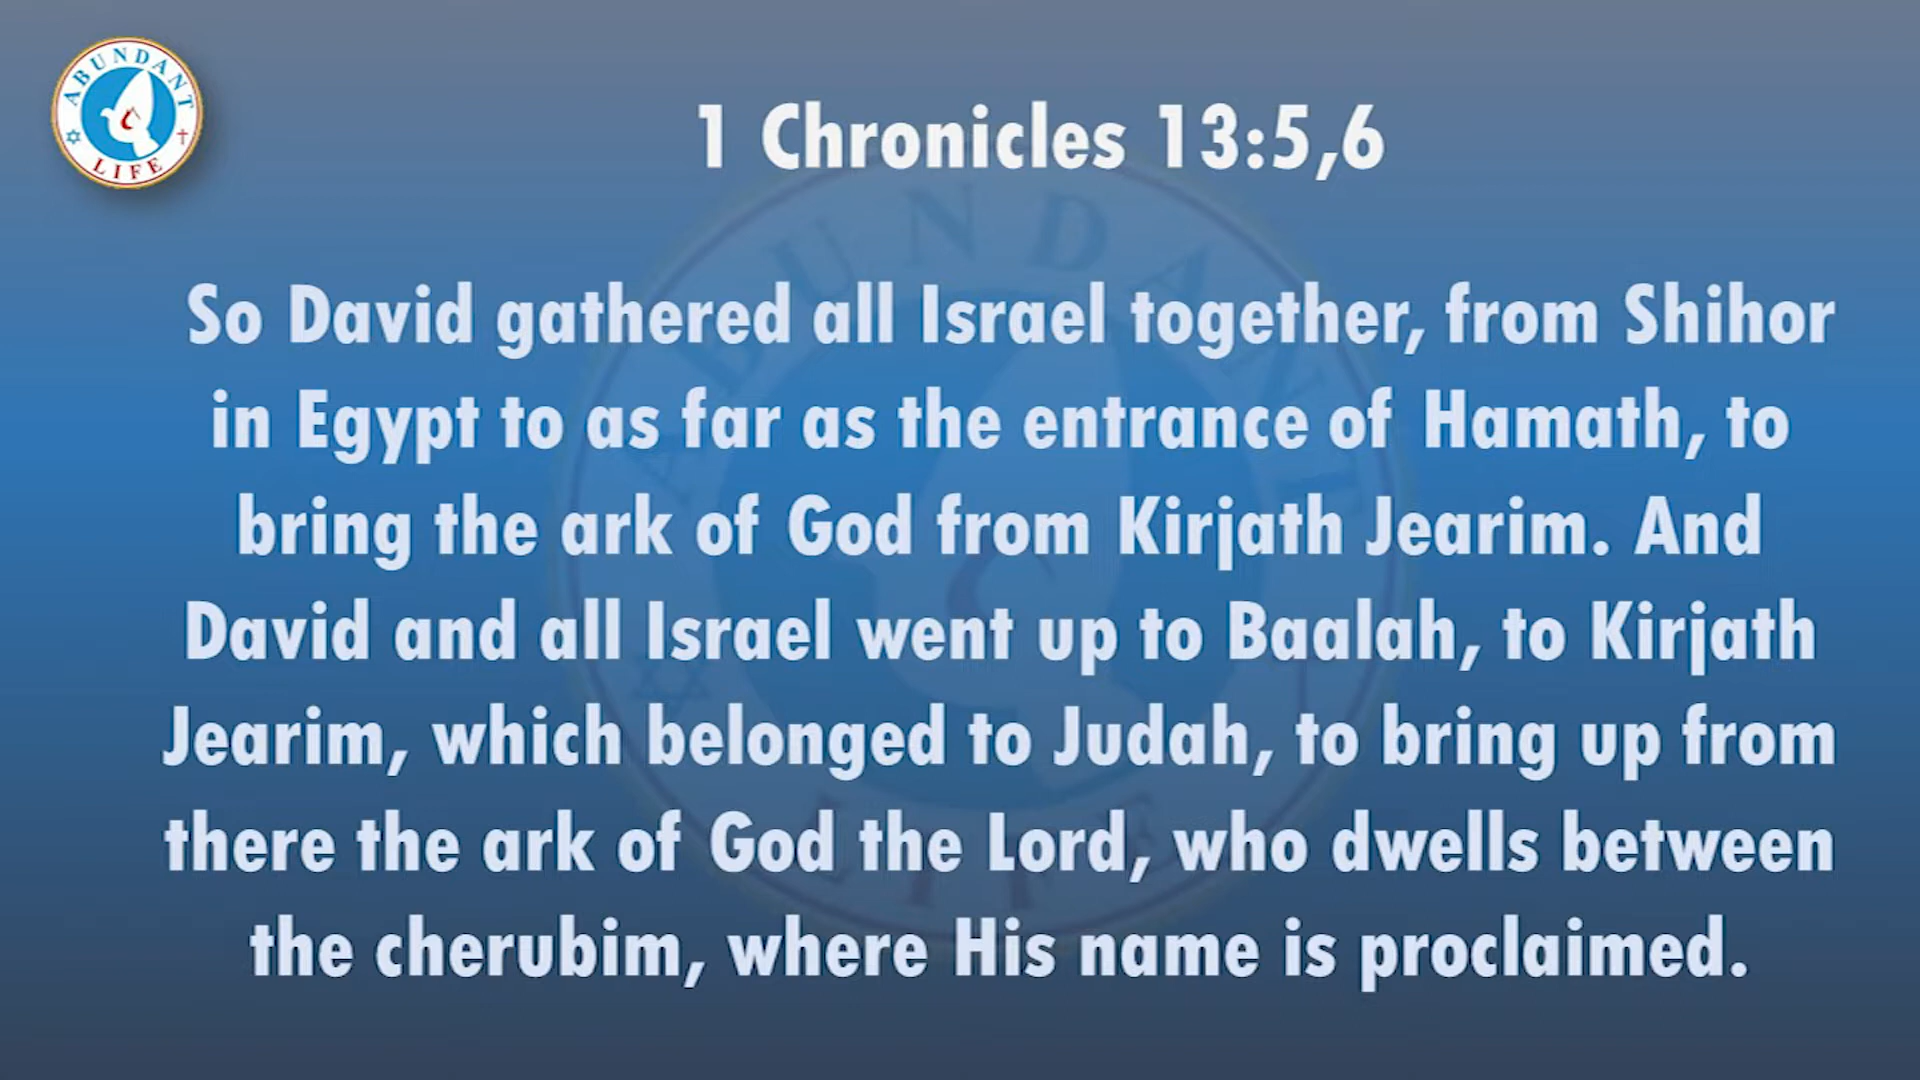 ABUNDANT
LIFE
1 Chronicles 13:5,6
So David gathered all Israel together, from Shihor
in Egypt to as far as the entrance of Hamath, to
bring the ark of God from Kirjath Jearim. And
David and all Israel went up to Baalah, to Kirjath
Jearim, which belonged to Judah, to bring up from
there the ark of God the Lord, who dwells between
the cherubim, where His name is proclaimed.
ABUNDANT
LIFE